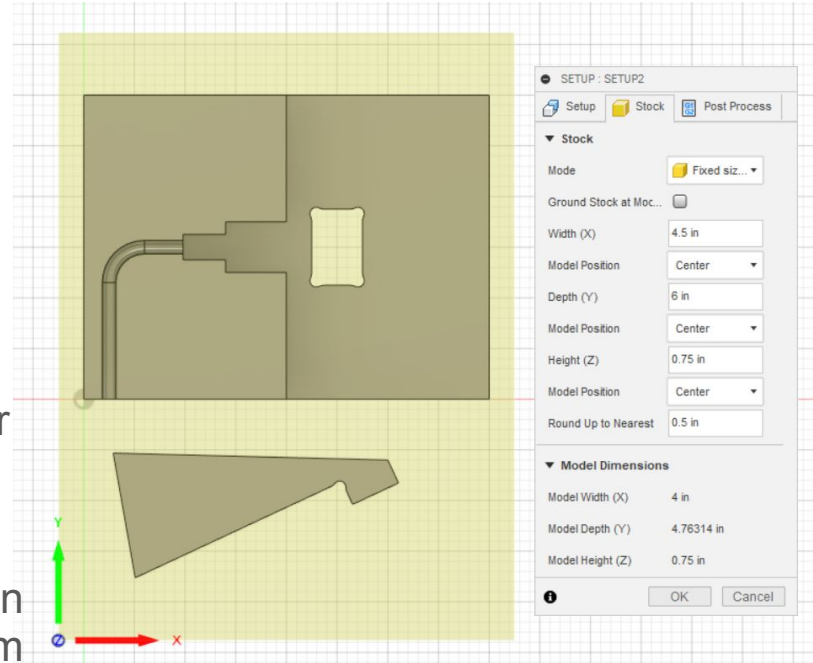 SETUP : SETUP2
Setup Stock Post Process
Stock
Mode Fixed siz...
Ground Stock at Moc...
Width (X) 4.5 in
Model Position Center
Depth (Y) 6 in
Model Position Center
Height (Z) 0.75 in
Model Position Center
Round Up to Nearest 0.5 in
Model Dimensions
Model Width (X) 4 in
Model Depth (Y) 4.76314 in
Model Height (Z) 0.75 in
OK Cancel
r
n
m
Y
Z X